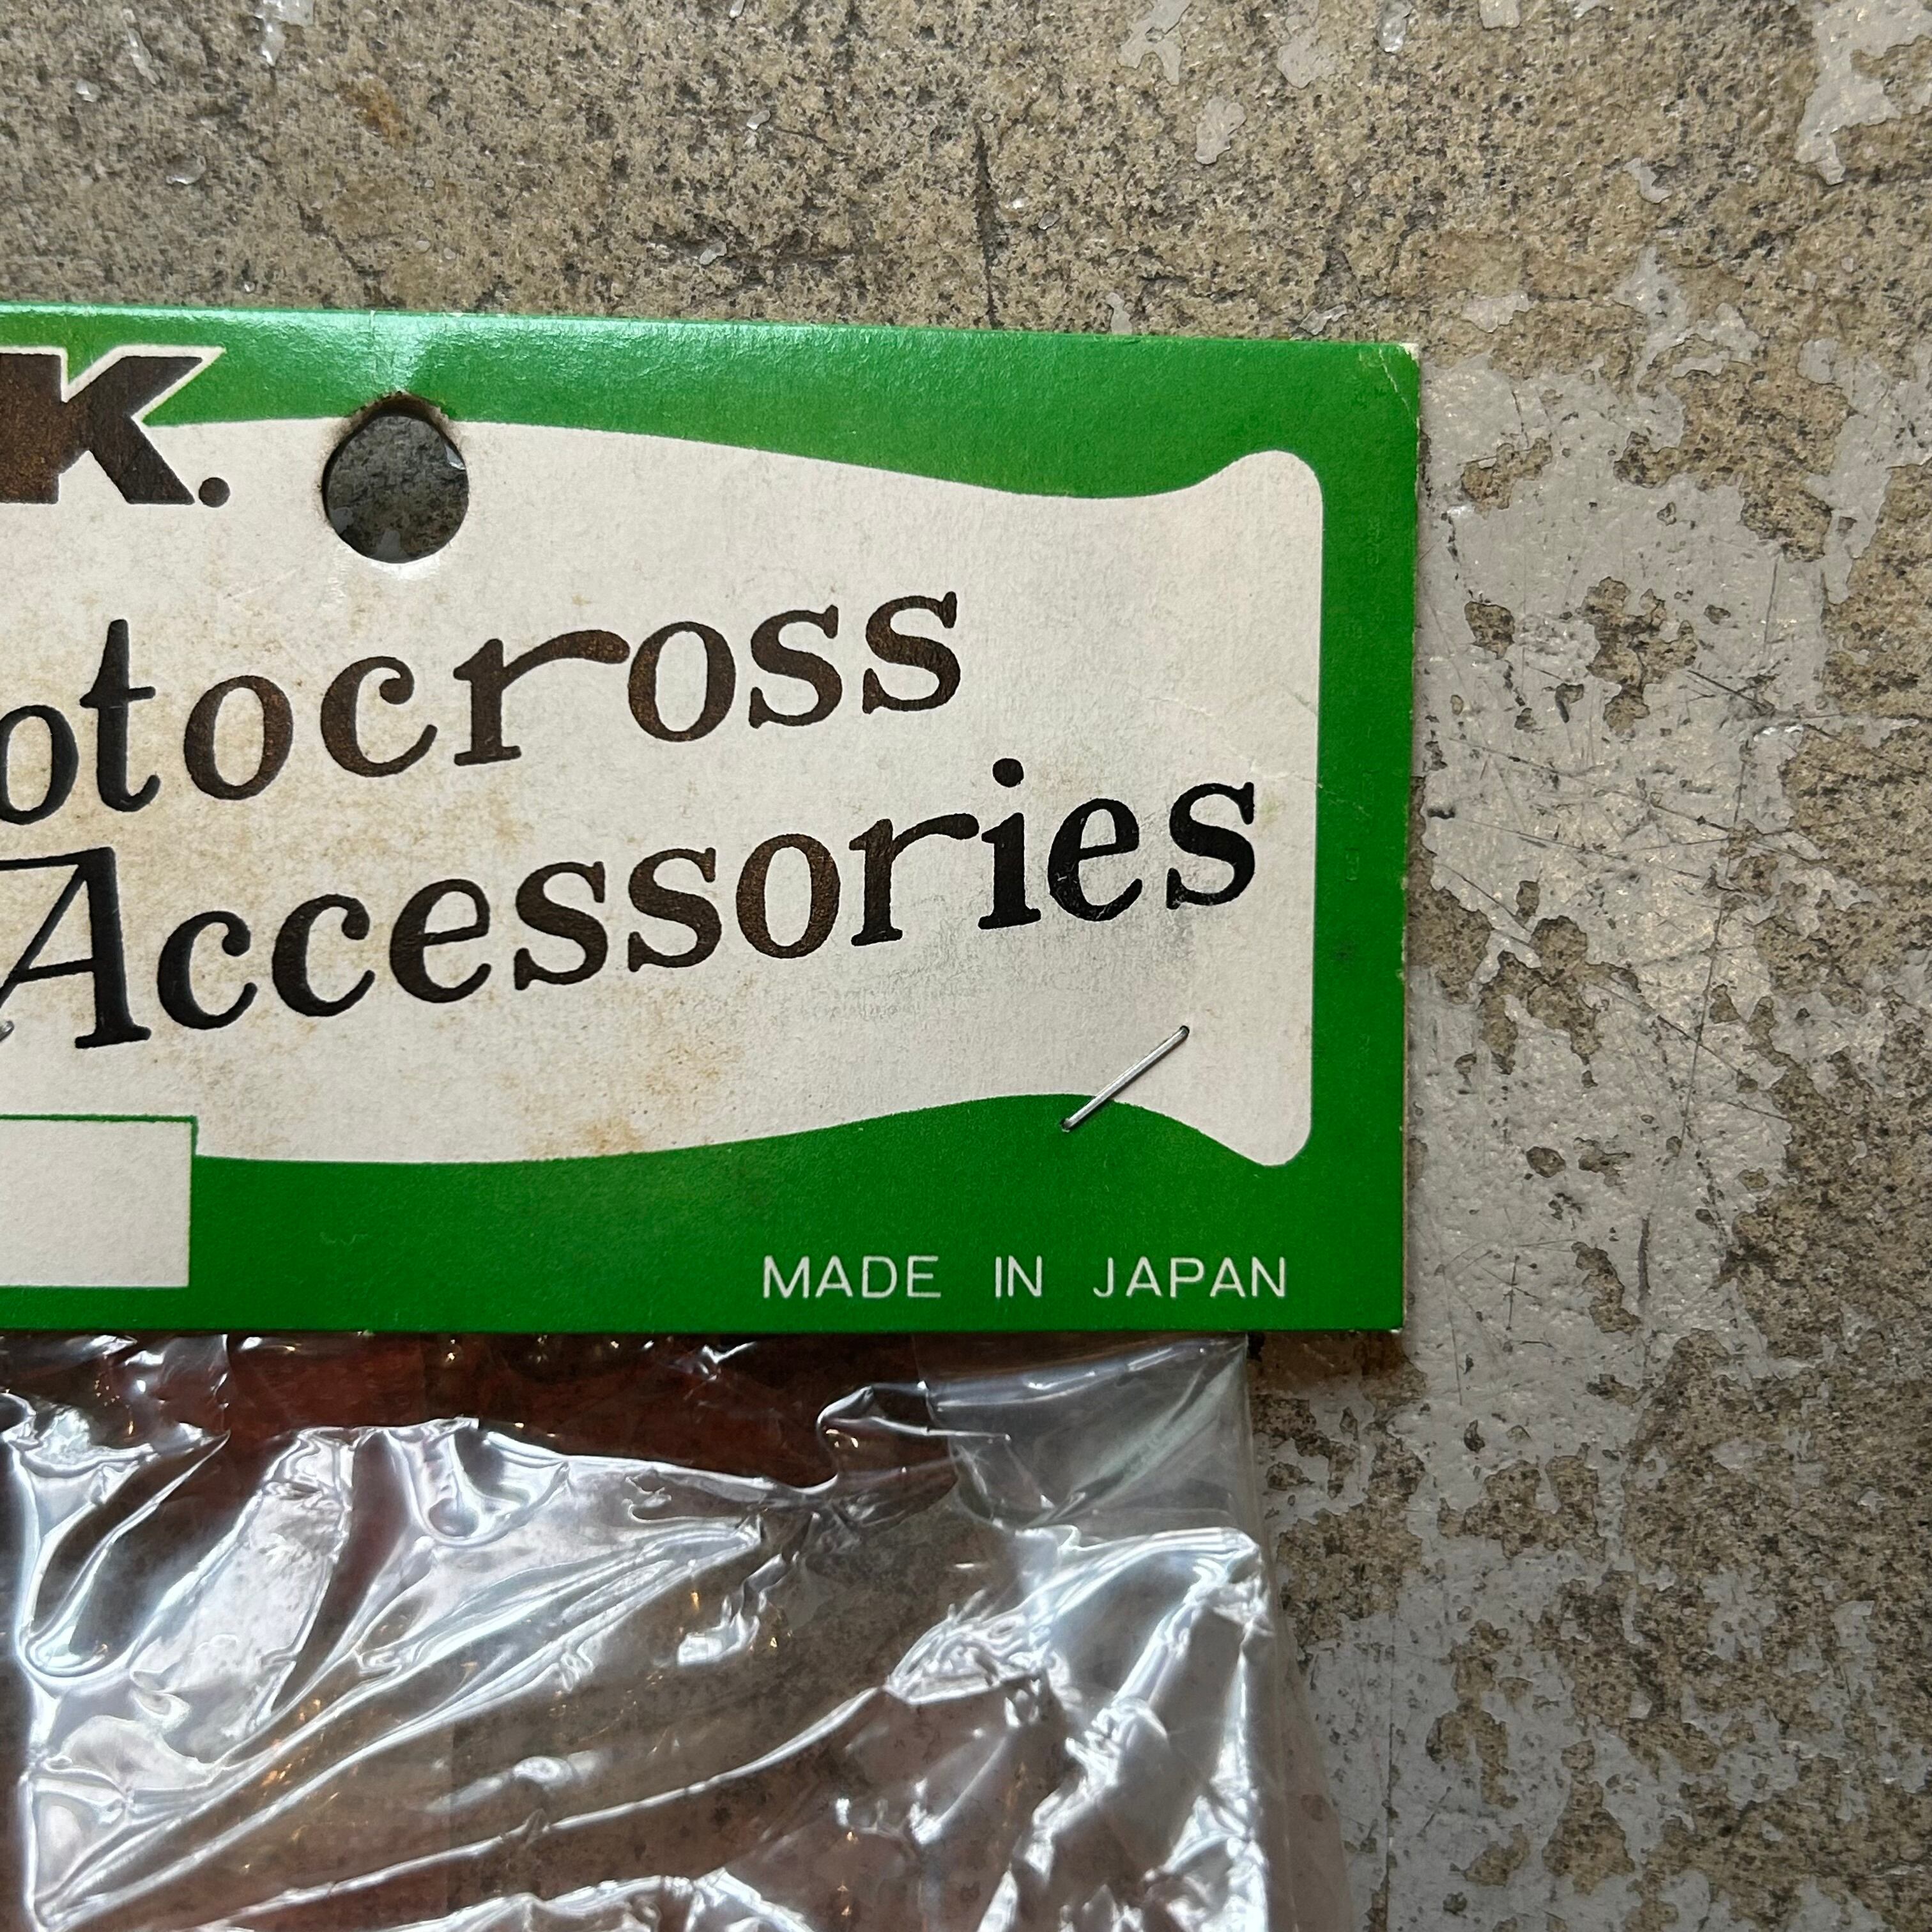 K.
otocross
Accessories
MADE IN JAPAN